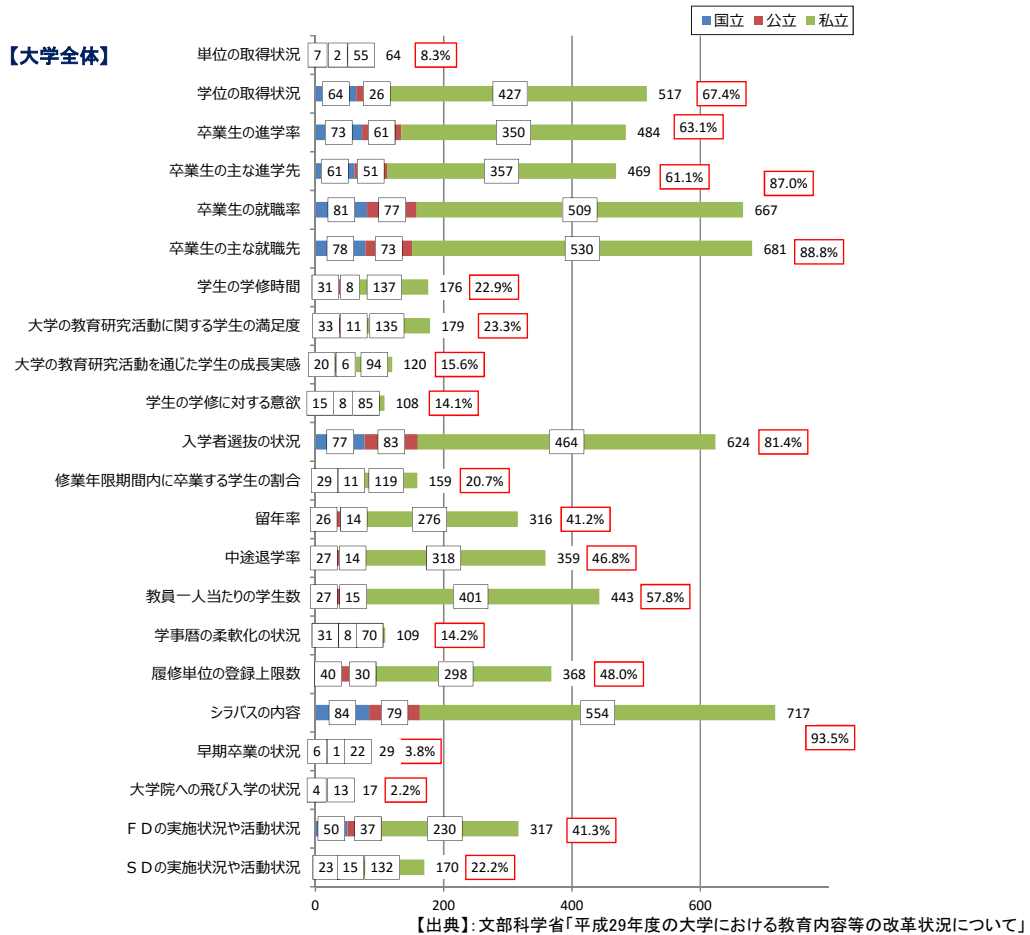 国立 公立 私立
【大学全体】
単位の取得状況 7 2 55 64 8.3%
学位の取得状況 64 26 427 517 67.4%
卒業生の進学率 73 61 350 484 63.1%
卒業生の主な進学先 61 51 357 469 61.1%
卒業生の就職率 81 77 509 667 87.0%
卒業生の主な就職先 78 73 530 681 88.8%
学生の学修時間 31 8 137 176 22.9%
大学の教育研究活動に関する学生の満足度 33 11 135 179 23.3%
大学の教育研究活動を通じた学生の成長実感 20 6 94 120 15.6%
学生の学修に対する意欲 15 8 85 108 14.1%
入学者選抜の状況 77 83 464 624 81.4%
修業年限期間内に卒業する学生の割合 29 11 119 159 20.7%
留年率 26 14 276 316 41.2%
中途退学率 27 14 318 359 46.8%
教員一人当たりの学生数 27 15 401 443 57.8%
学事暦の柔軟化の状況 31 8 70 109 14.2%
履修単位の登録上限数 40 30 298 368 48.0%
シラバスの内容 84 79 554 717 93.5%
早期卒業の状況 6 1 22 29 3.8%
大学院への飛び入学の状況 4 13 17 2.2%
ＦＤの実施状況や活動状況 50 37 230 317 41.3%
ＳＤの実施状況や活動状況 23 15 132 170 22.2%
0 200 400 600
【出典】：文部科学省「平成29年度の大学における教育内容等の改革状況について」